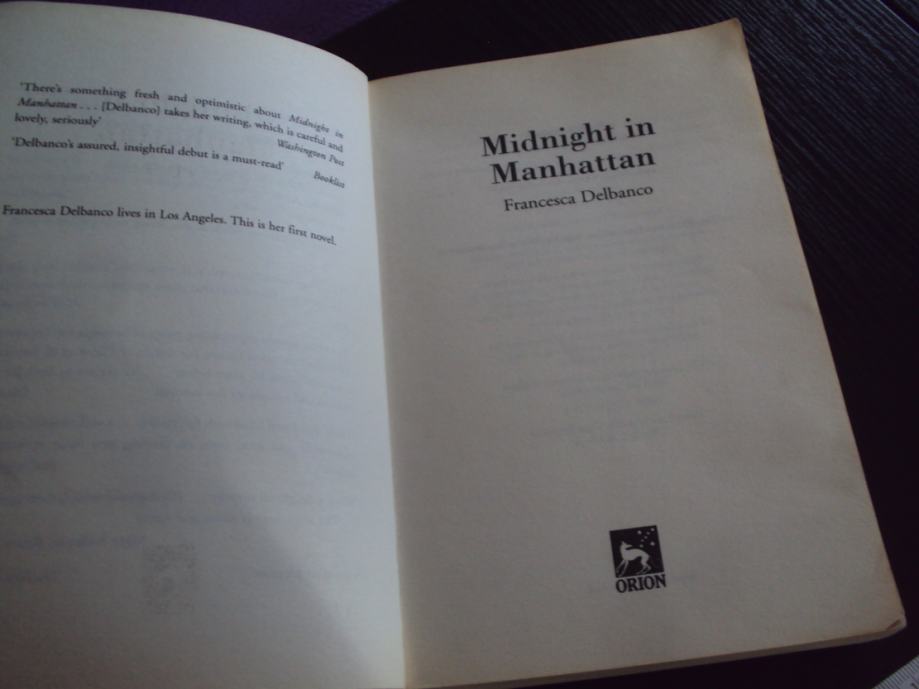 'There's something fresh and optimistic about Midnight in
Manhattan . . . [Delbanco] takes her writing, which is careful and
lovely, seriously'
Washington Post
'Delbanco's assured, insightful debut is a must-read'
Booklist
Francesca Delbanco lives in Los Angeles. This is her first novel.
Midnight in
Manhattan
Francesca Delbanco
ORION